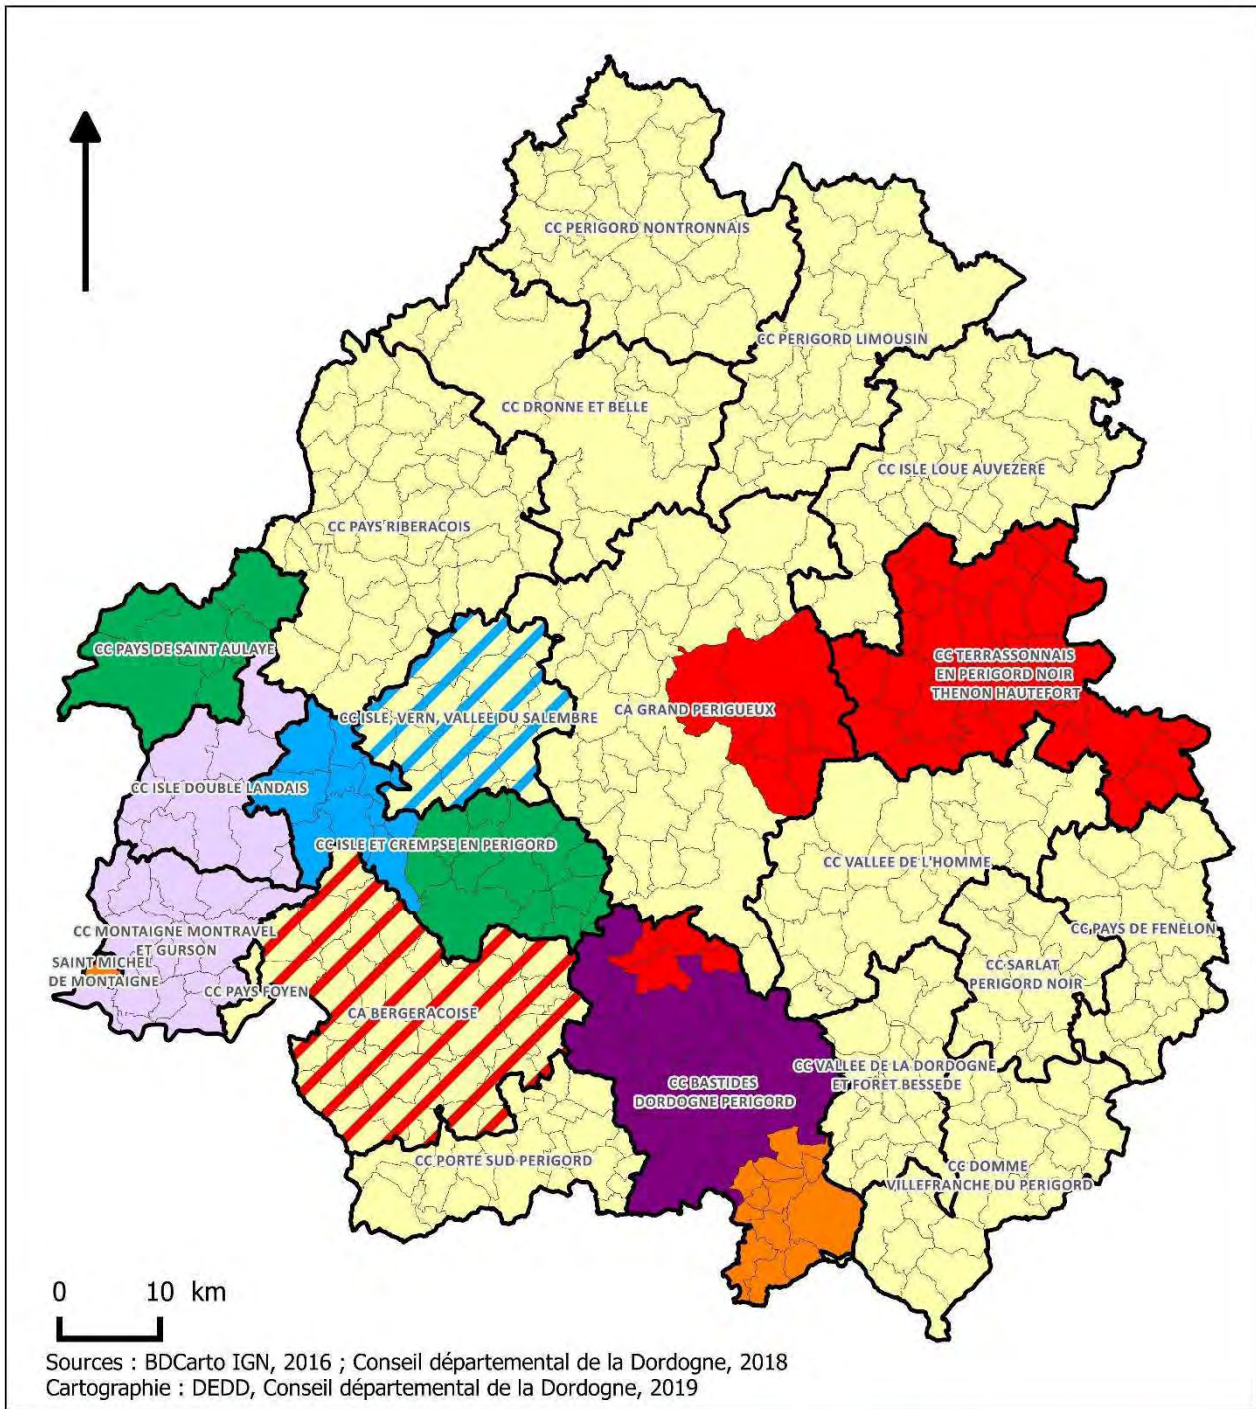 CC PERIGORD NONTRONNAIS
CC PERIGORD LIMOUSIN
CC DRONNE ET BELLE
CC ISLE LOUE AUVEZERE
CC PAYS RIBERACOIS
CC PAYS DE SAINT AULAYE
CC TERRASSONNAIS
EN PERIGORD NOIR
THENON HAUTEFORT
CC ISLE, VERN, VALLEE DU SALEMBRE
CA GRAND PERIGUEUX
CC ISLE DOUBLE LANDAIS
CC ISLE ET CREMPSE EN PERIGORD
CC VALLEE DE L'HOMME
CC MONTAIGNE MONTRAVEL
ET GURSON
CC PAYS DE FENELON
SAINT MICHEL
DE MONTAIGNE
CC SARLAT
PERIGORD NOIR
CC PAYS FOYEN
CA BERGERACOISE
CC VALLEE DE LA DORDOGNE
ET FORET BESSEDE
CC BASTIDES
DORDOGNE PERIGORD
CC PORTE SUD PERIGORD
CC DOMME
VILLEFRANCHE DU PERIGORD
0 10 km
Sources : BDCarto IGN, 2016 ; Conseil départemental de la Dordogne, 2018
Cartographie : DEDD, Conseil départemental de la Dordogne, 2019